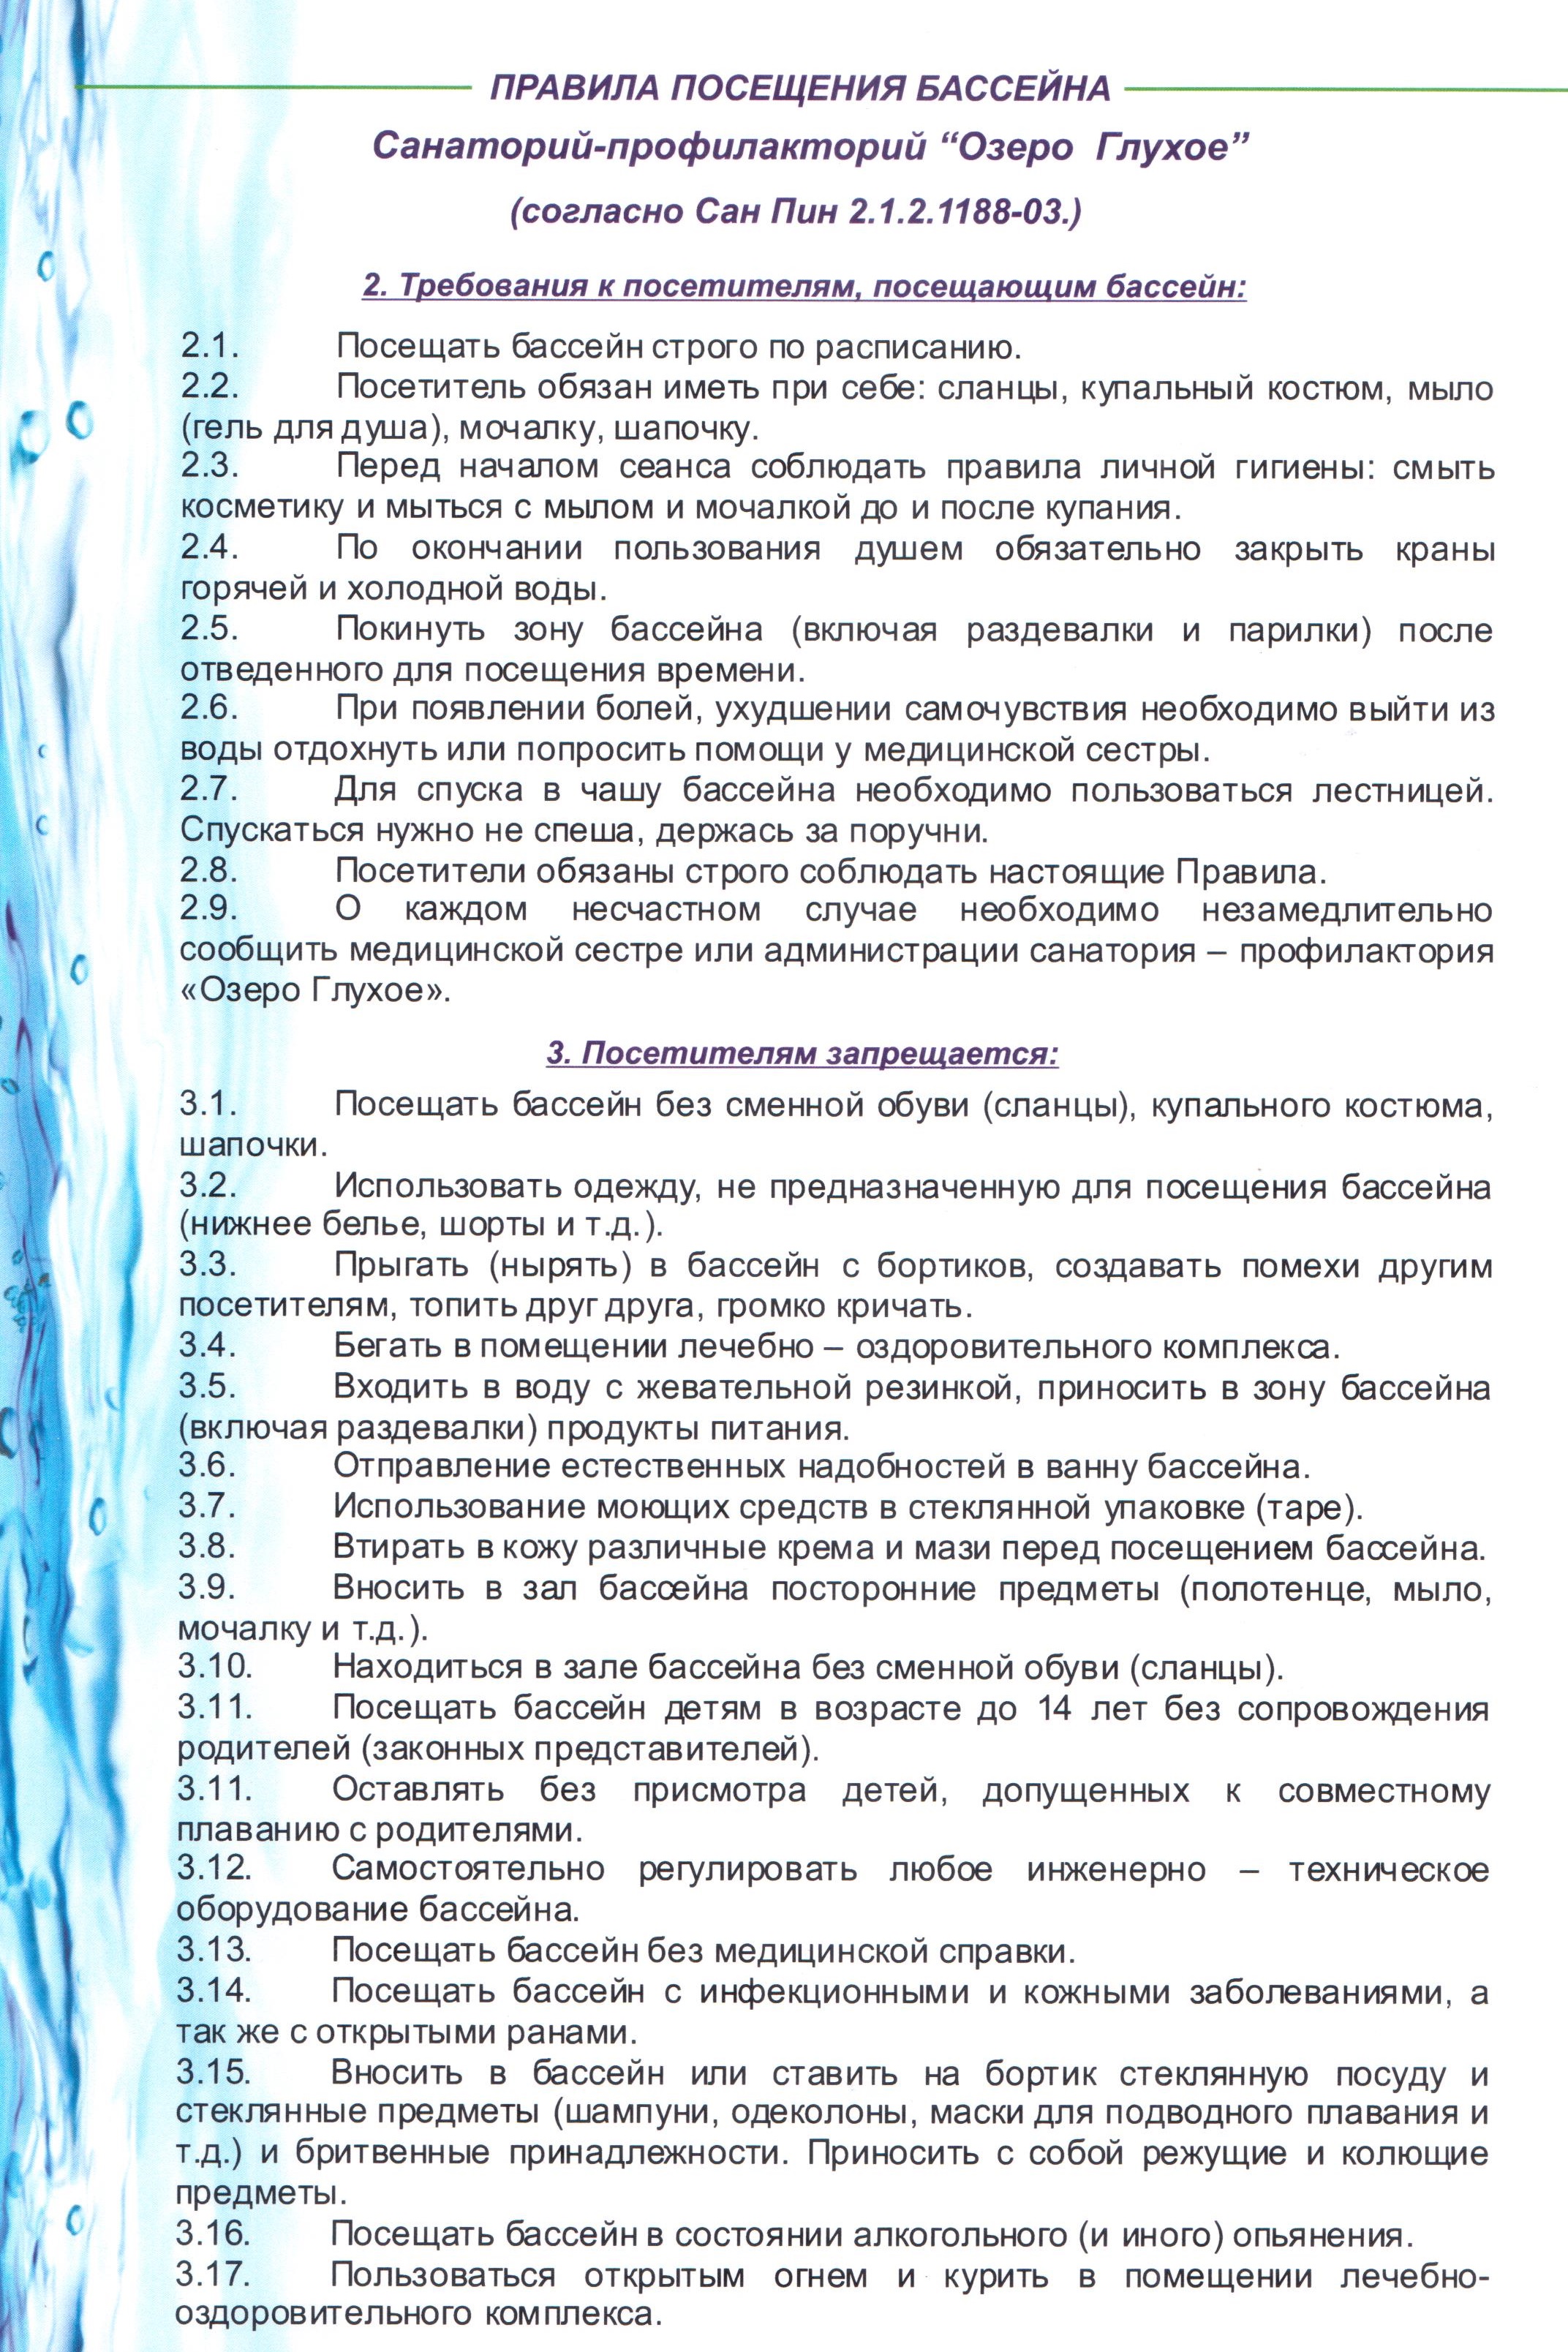 ПРАВИЛА ПОСЕЩЕНИЯ БАССЕЙНА
Санаторий-профилакторий “Озеро Глухое”
(согласно Сан Пин 2.1.2.1188-03.)
2. Требования к посетителям, посещающим бассейн:
2.1. Посещать бассейн строго по расписанию.
2.2. Посетитель обязан иметь при себе: сланцы, купальный костюм, мыло
(гель для душа), мочалку, шапочку.
2.3. Перед началом сеанса соблюдать правила личной гигиены: смыть
косметику и мыться с мылом и мочалкой до и после купания.
2.4. По окончании пользования душем обязательно закрыть краны
горячей и холодной воды.
2.5. Покинуть зону бассейна (включая раздевалки и парилки) после
отведенного для посещения времени.
2.6. При появлении болей, ухудшении самочувствия необходимо выйти из
воды отдохнуть или попросить помощи у медицинской сестры.
2.7. Для спуска в чашу бассейна необходимо пользоваться лестницей.
Спускаться нужно не спеша, держась за поручни.
2.8. Посетители обязаны строго соблюдать настоящие Правила.
2.9. О каждом несчастном случае необходимо незамедлительно
сообщить медицинской сестре или администрации санатория – профилактория
«Озеро Глухое».
3. Посетителям запрещается:
3.1. Посещать бассейн без сменной обуви (сланцы), купального костюма,
шапочки.
3.2. Использовать одежду, не предназначенную для посещения бассейна
(нижнее белье, шорты и т.д.).
3.3. Прыгать (нырять) в бассейн с бортиков, создавать помехи другим
посетителям, топить друг друга, громко кричать.
3.4. Бегать в помещении лечебно – оздоровительного комплекса.
3.5. Входить в воду с жевательной резинкой, приносить в зону бассейна
(включая раздевалки) продукты питания.
3.6. Отправление естественных надобностей в ванну бассейна.
3.7. Использование моющих средств в стеклянной упаковке (таре).
3.8. Втирать в кожу различные крема и мази перед посещением бассейна.
3.9. Вносить в зал бассейна посторонние предметы (полотенце, мыло,
мочалку и т.д.).
3.10. Находиться в зале бассейна без сменной обуви (сланцы).
3.11. Посещать бассейн детям в возрасте до 14 лет без сопровождения
родителей (законных представителей).
3.11. Оставлять без присмотра детей, допущенных к совместному
плаванию с родителями.
3.12. Самостоятельно регулировать любое инженерно – техническое
оборудование бассейна.
3.13. Посещать бассейн без медицинской справки.
3.14. Посещать бассейн с инфекционными и кожными заболеваниями, а
так же с открытыми ранами.
3.15. Вносить в бассейн или ставить на бортик стеклянную посуду и
стеклянные предметы (шампуни, одеколоны, маски для подводного плавания и
т.д.) и бритвенные принадлежности. Приносить с собой режущие и колющие
предметы.
3.16. Посещать бассейн в состоянии алкогольного (и иного) опьянения.
3.17. Пользоваться открытым огнем и курить в помещении лечебно-
оздоровительного комплекса.